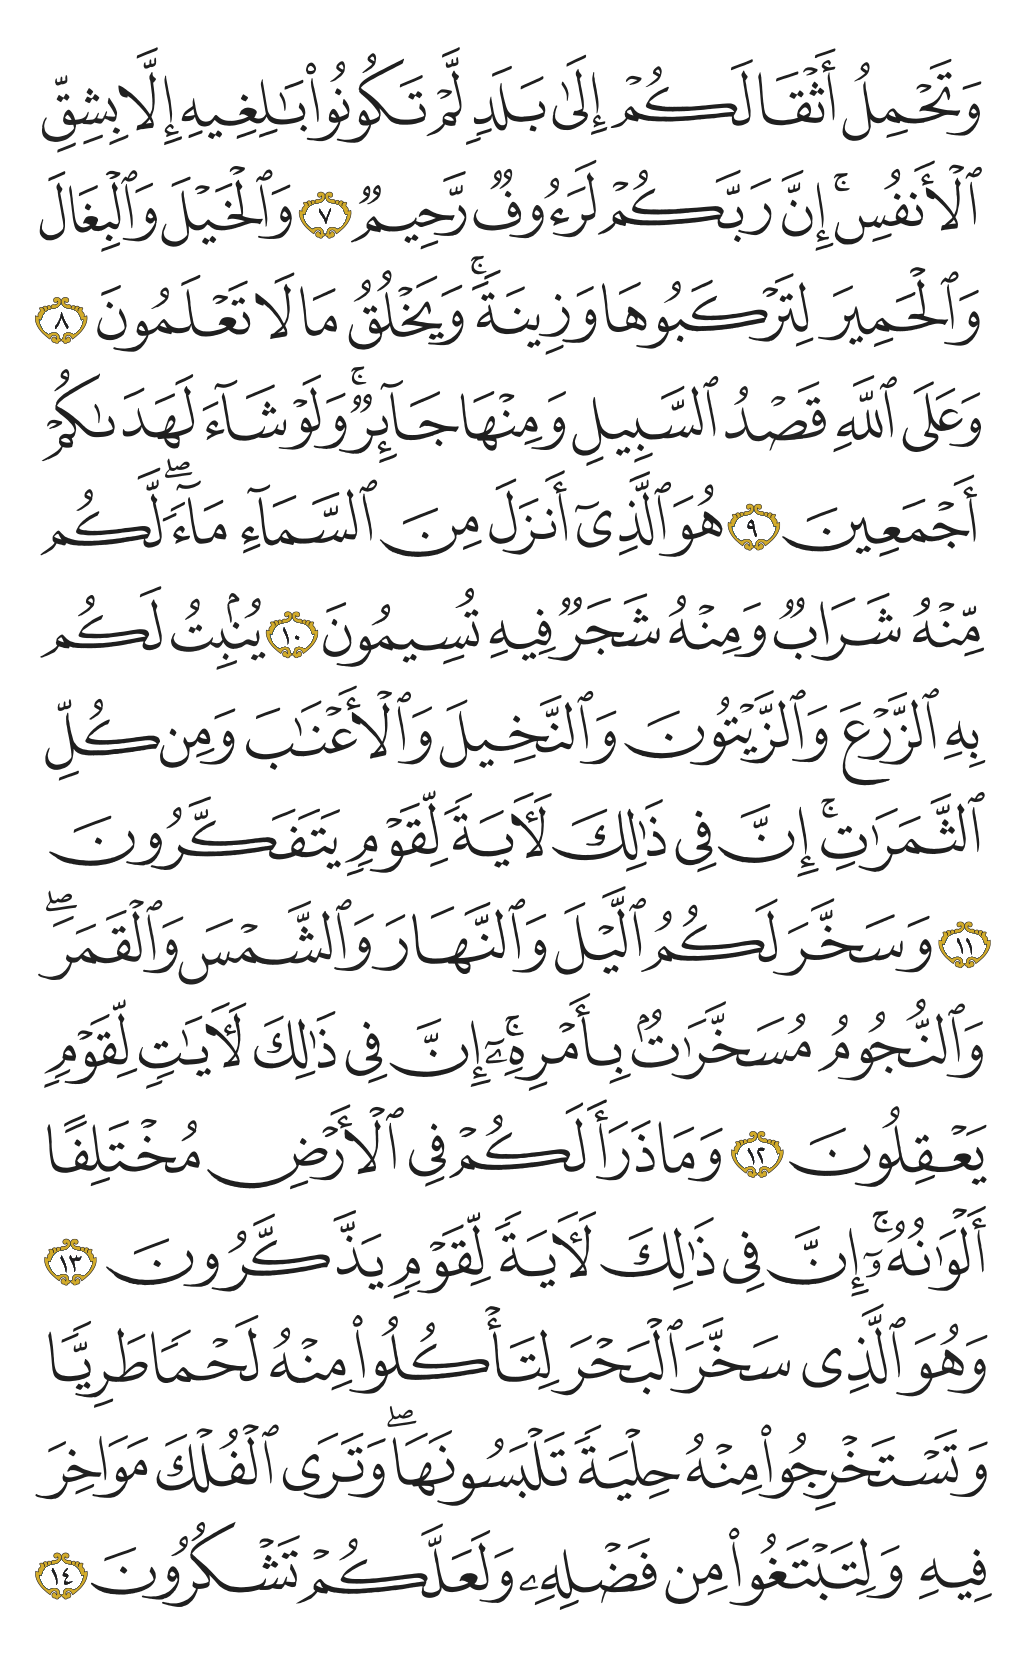 وَتَحۡمِلُ أَثۡقَالَكُمۡ إِلَىٰ بَلَدٖ لَّمۡ تَكُونُواْ بَٰلِغِيهِ إِلَّا بِشِقِّ
ٱلۡأَنفُسِۚ إِنَّ رَبَّكُمۡ لَرَءُوفٞ رَّحِيمٞ ٧ وَٱلۡخَيۡلَ وَٱلۡبِغَالَ
وَٱلۡحَمِيرَ لِتَرۡكَبُوهَا وَزِينَةٗۚ وَيَخۡلُقُ مَا لَا تَعۡلَمُونَ ٨
وَعَلَى ٱللَّهِ قَصۡدُ ٱلسَّبِيلِ وَمِنۡهَا جَآئِرٞۚ وَلَوۡ شَآءَ لَهَدَىٰكُمۡ
أَجۡمَعِينَ ٩ هُوَ ٱلَّذِيٓ أَنزَلَ مِنَ ٱلسَّمَآءِ مَآءٗۖ لَّكُم
مِّنۡهُ شَرَابٞ وَمِنۡهُ شَجَرٞ فِيهِ تُسِيمُونَ ١٠ يُنۢبِتُ لَكُم
بِهِ ٱلزَّرۡعَ وَٱلزَّيۡتُونَ وَٱلنَّخِيلَ وَٱلۡأَعۡنَٰبَ وَمِن كُلِّ
ٱلثَّمَرَٰتِۚ إِنَّ فِي ذَٰلِكَ لَأٓيَةٗ لِّقَوۡمٖ يَتَفَكَّرُونَ
١١ وَسَخَّرَ لَكُمُ ٱلَّيۡلَ وَٱلنَّهَارَ وَٱلشَّمۡسَ وَٱلۡقَمَرَۖ
وَٱلنُّجُومُ مُسَخَّرَٰتُۢ بِأَمۡرِهِۦٓۚ إِنَّ فِي ذَٰلِكَ لَأٓيَٰتٖ لِّقَوۡمٖ
يَعۡقِلُونَ ١٢ وَمَا ذَرَأَ لَكُمۡ فِي ٱلۡأَرۡضِ مُخۡتَلِفًا
أَلۡوَٰنُهُۥٓۚ إِنَّ فِي ذَٰلِكَ لَأٓيَةٗ لِّقَوۡمٖ يَذَّكَّرُونَ ١٣
وَهُوَ ٱلَّذِي سَخَّرَ ٱلۡبَحۡرَ لِتَأۡكُلُواْ مِنۡهُ لَحۡمٗا طَرِيّٗا
وَتَسۡتَخۡرِجُواْ مِنۡهُ حِلۡيَةٗ تَلۡبَسُونَهَاۖ وَتَرَى ٱلۡفُلۡكَ مَوَاخِرَ
فِيهِ وَلِتَبۡتَغُواْ مِن فَضۡلِهِۦ وَلَعَلَّكُمۡ تَشۡكُرُونَ ١٤